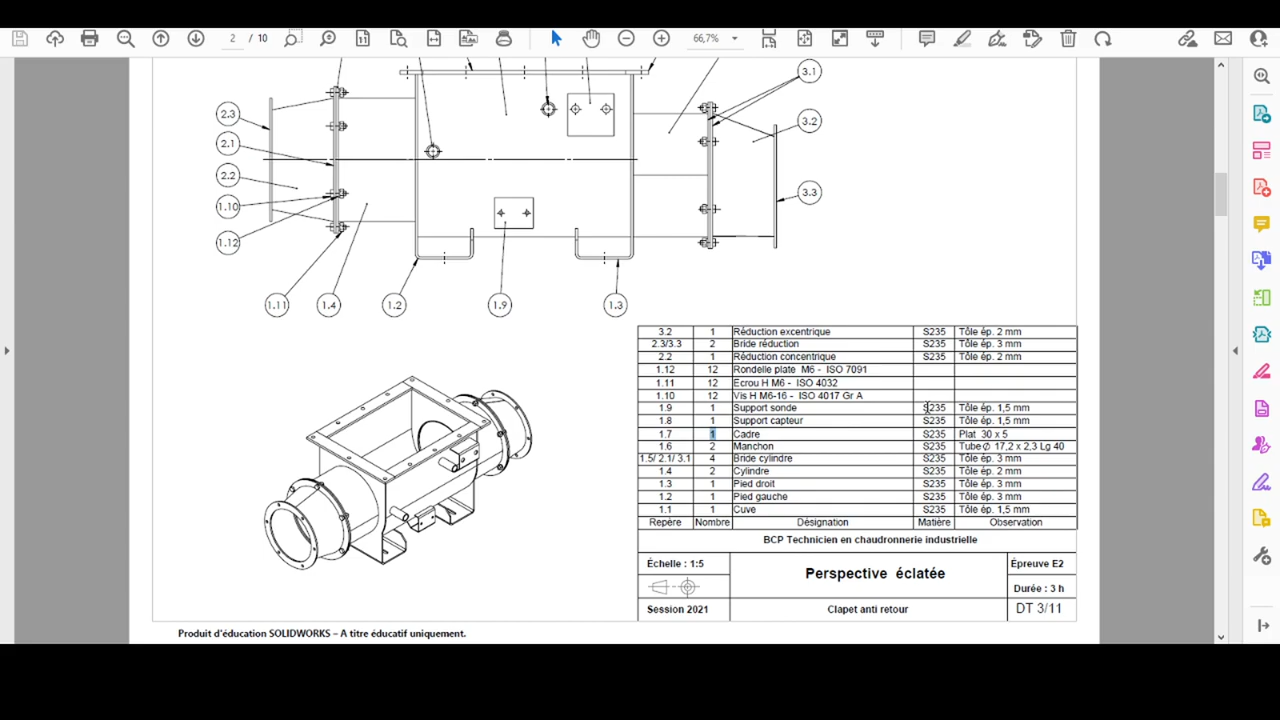 2 / 10
66,7%
3.1
2.3
3.2
2.1
2.2
3.3
1.10
1.12
1.11
1.4
1.2
1.9
1.3
3.2 1 Réduction excentrique S235 Tôle ép. 2 mm
2.3/3.3 2 Bride réduction S235 Tôle ép. 3 mm
2.2 1 Réduction concentrique S235 Tôle ép. 2 mm
1.12 12 Rondelle plate M6 - ISO 7091
1.11 12 Ecrou H M6 - ISO 4032
1.10 12 Vis H M6-16 - ISO 4017 Gr A
1.9 1 Support sonde S235 Tôle ép. 1,5 mm
1.8 1 Support capteur S235 Tôle ép. 1,5 mm
1.7 1 Cadre S235 Plat 30 x 5
1.6 2 Manchon S235 Tube Ø 17,2 x 2,3 Lg 40
1.5/ 2.1/ 3.1 4 Bride cylindre S235 Tôle ép. 3 mm
1.4 2 Cylindre S235 Tôle ép. 2 mm
1.3 1 Pied droit S235 Tôle ép. 3 mm
1.2 1 Pied gauche S235 Tôle ép. 3 mm
1.1 1 Cuve S235 Tôle ép. 1,5 mm
Repère Nombre Désignation Matière Observation
BCP Technicien en chaudronnerie industrielle
Échelle : 1:5
Perspective éclatée
Épreuve E2
Durée : 3 h
Session 2021
Clapet anti retour
DT 3/11
Produit d'éducation SOLIDWORKS – A titre éducatif uniquement.